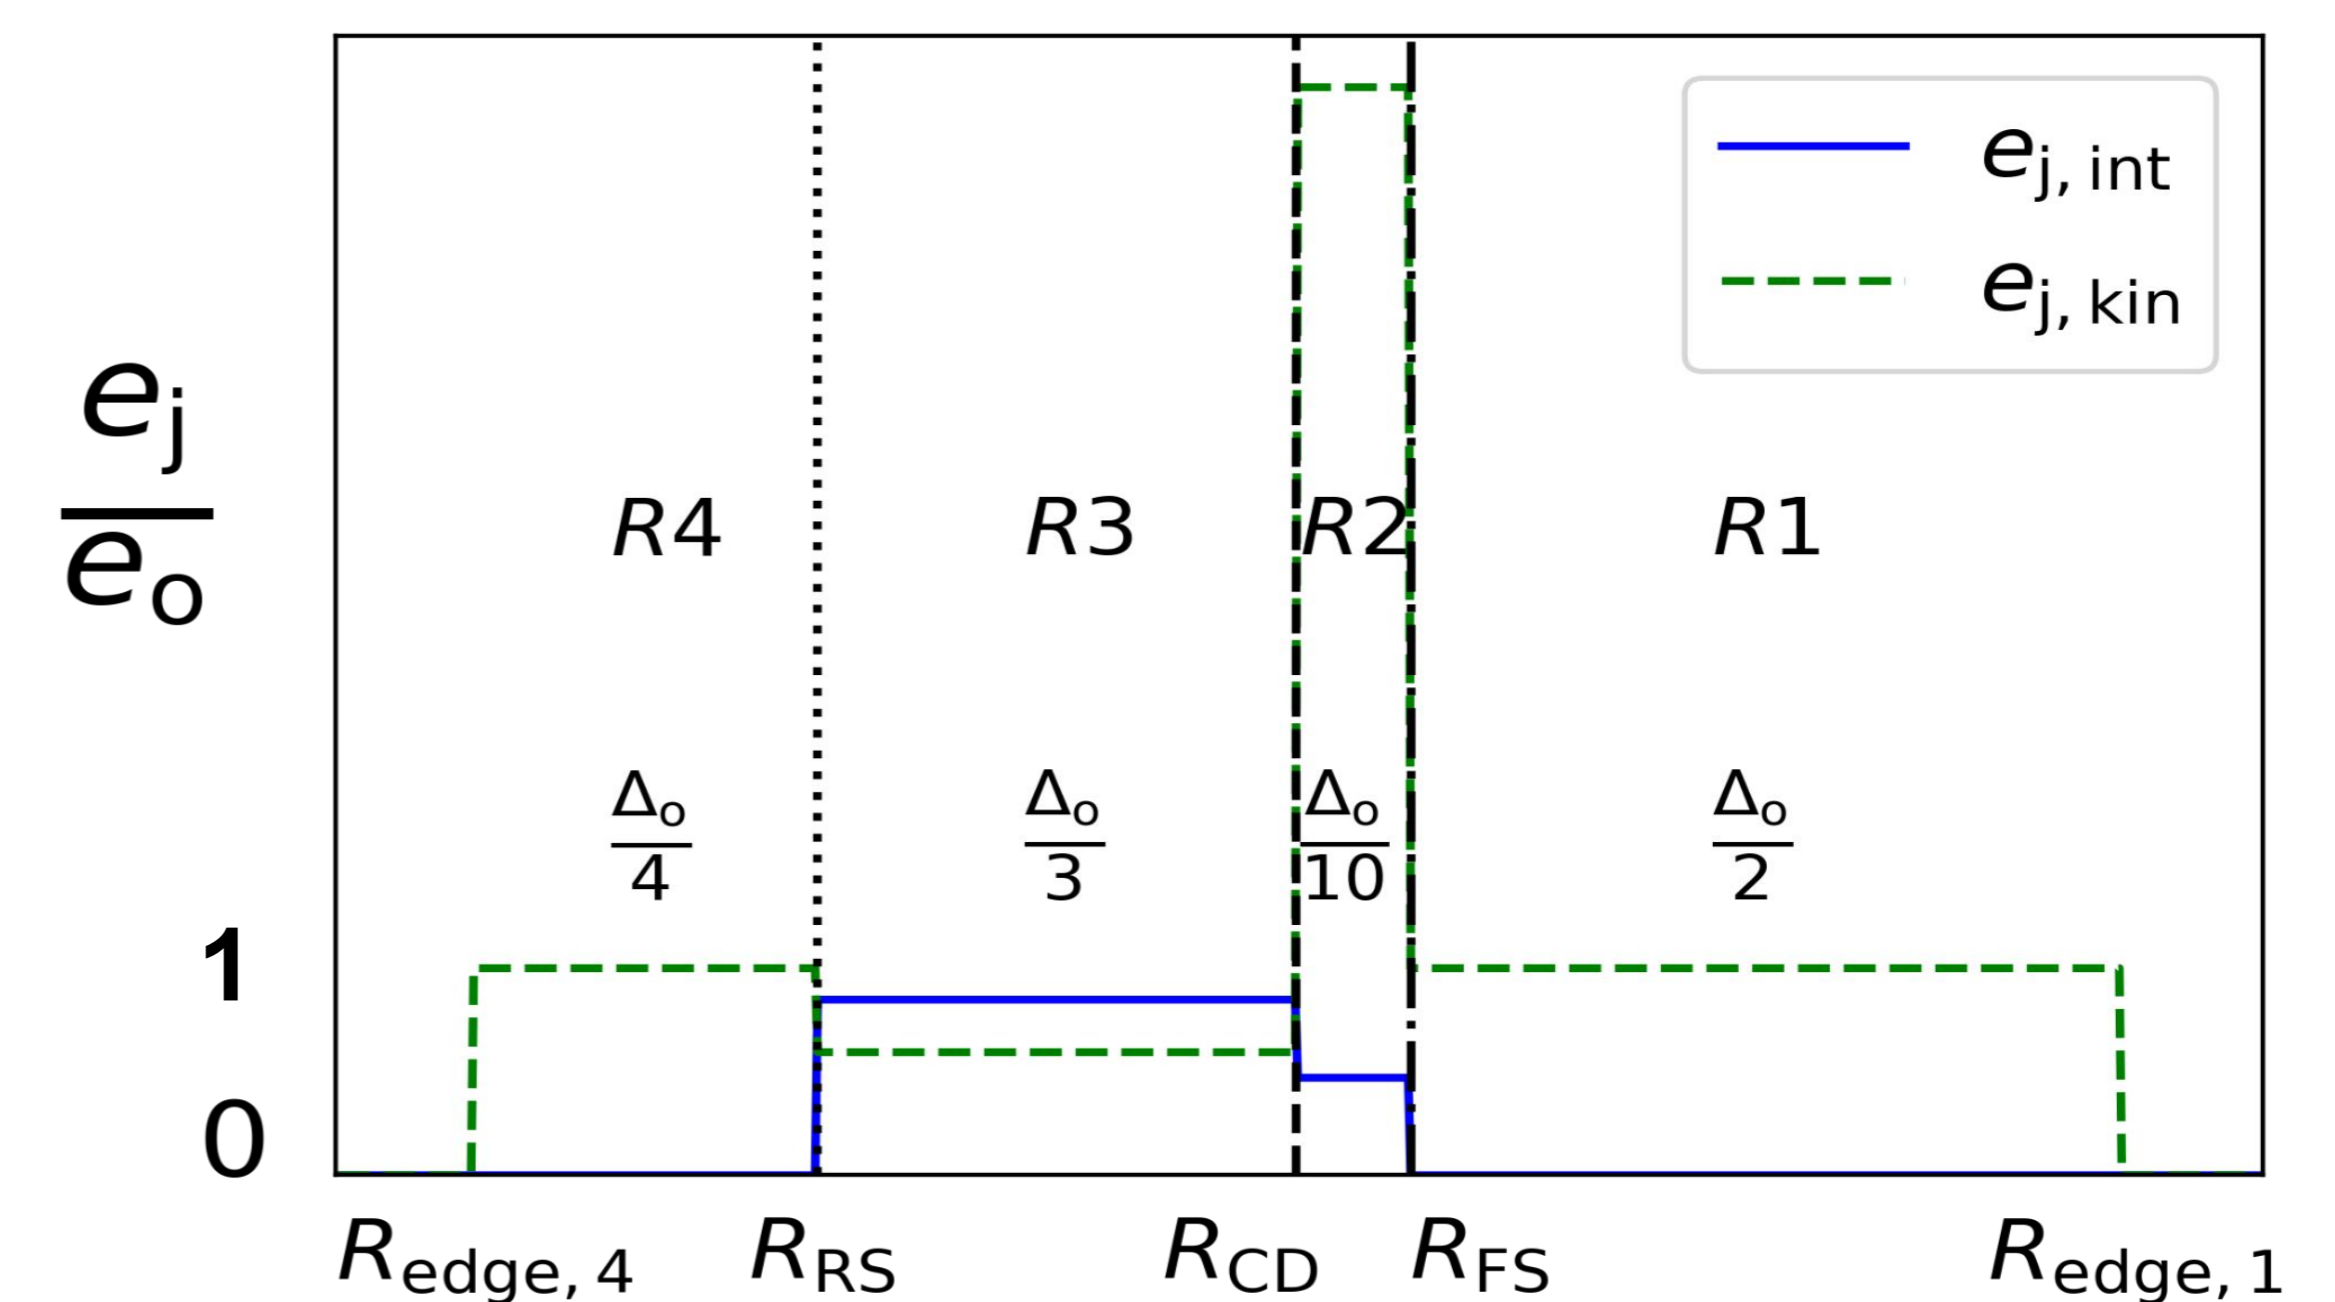 e_j, int
e_j, kin
e_j
e_o
R4 R3 R2 R1
Δ_o/4 Δ_o/3 Δ_o/10 Δ_o/2
1
0
R_edge, 4 R_RS R_CD R_FS R_edge, 1